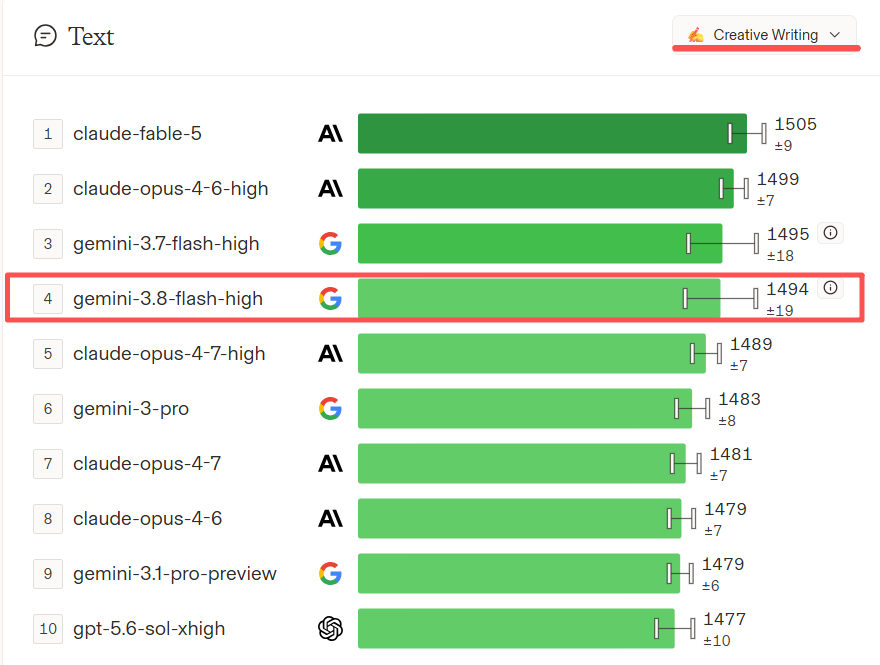 Text
Creative Writing
1 claude-fable-5 1505
±9
2 claude-opus-4-6-high 1499
±7
3 gemini-3.7-flash-high 1495
±18
4 gemini-3.8-flash-high 1494
±19
5 claude-opus-4-7-high 1489
±7
6 gemini-3-pro 1483
±8
7 claude-opus-4-7 1481
±7
8 claude-opus-4-6 1479
±7
9 gemini-3.1-pro-preview 1479
±6
10 gpt-5.6-sol-xhigh 1477
±10